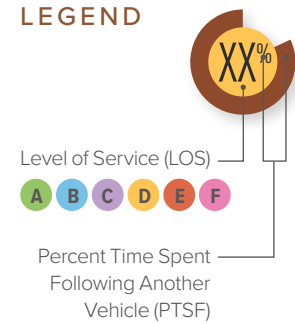 LEGEND
XX%
Level of Service (LOS)
A B C D E F
Percent Time Spent
Following Another
Vehicle (PTSF)